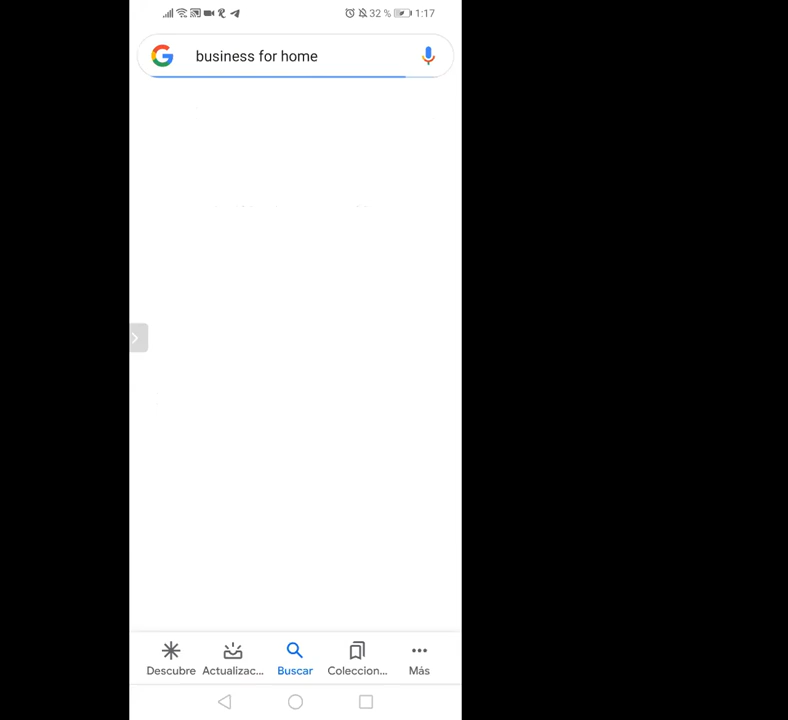 32 % 1:17
business for home
Descubre Actualizac... Buscar Coleccion... Más